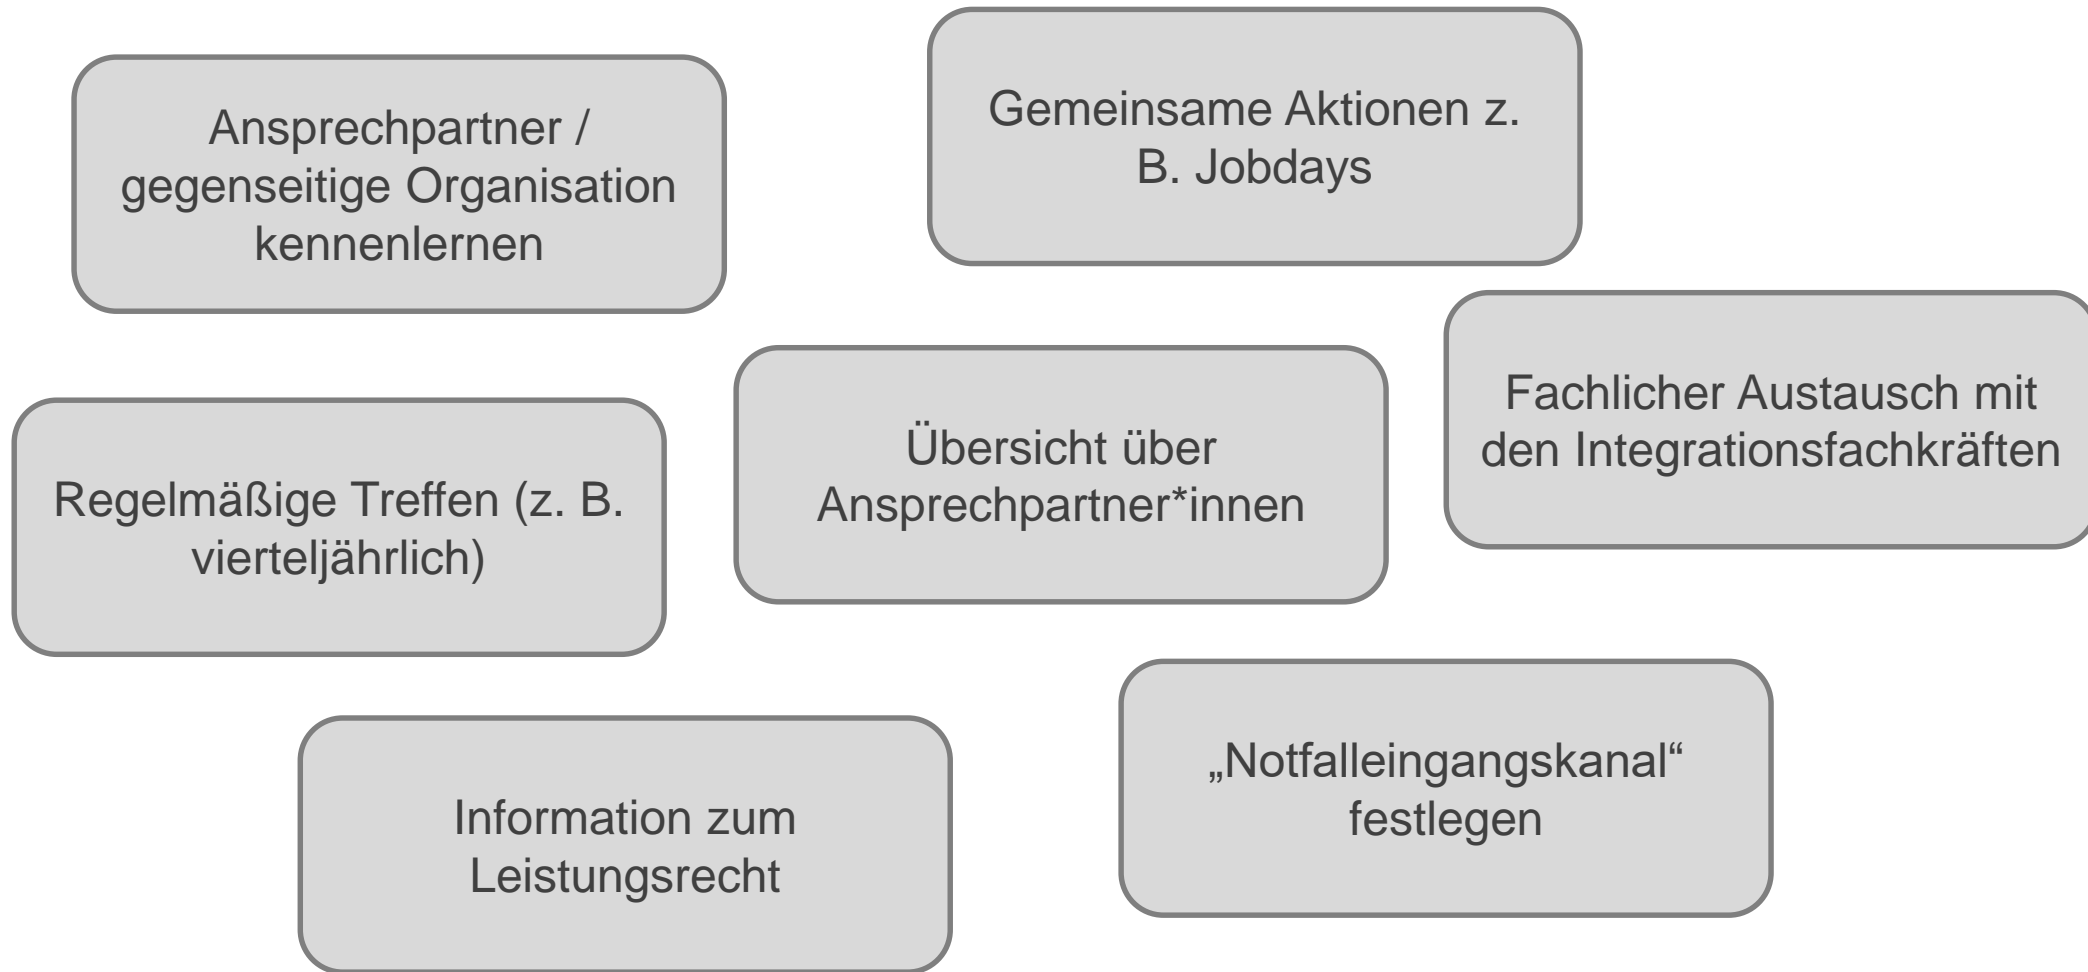 Ansprechpartner /
gegenseitige Organisation
kennenlernen
Gemeinsame Aktionen z.
B. Jobdays
Fachlicher Austausch mit
den Integrationsfachkräften
Regelmäßige Treffen (z. B.
vierteljährlich)
Übersicht über
Ansprechpartner*innen
Information zum
Leistungsrecht
„Notfalleingangskanal“
festlegen